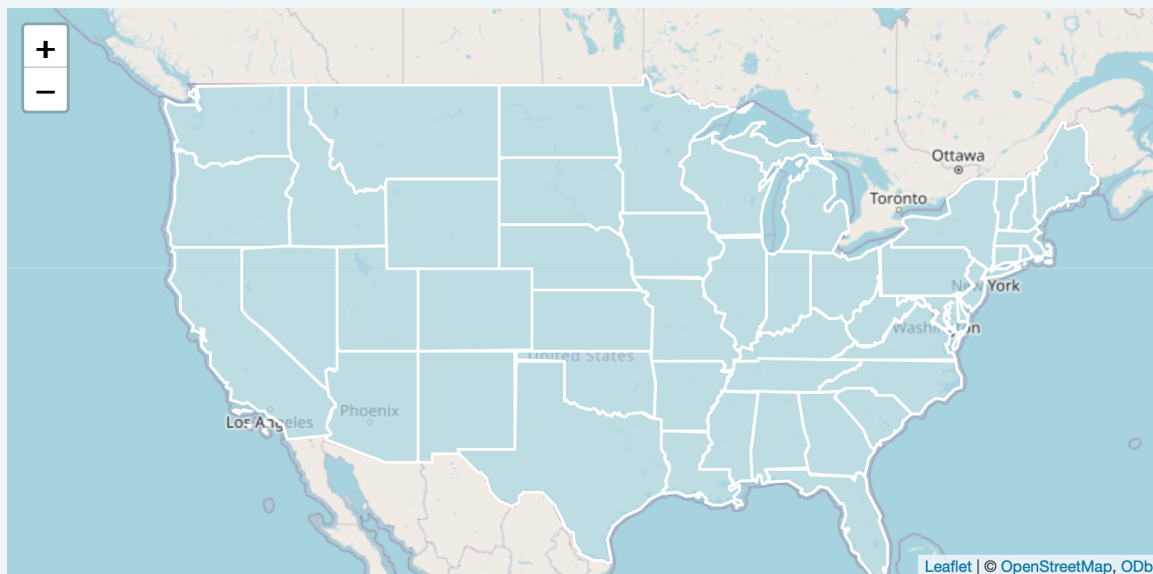 +
−
Ottawa
Toronto
New York
Washington
United States
Phoenix
Los Angeles
Leaflet | © OpenStreetMap, ODb